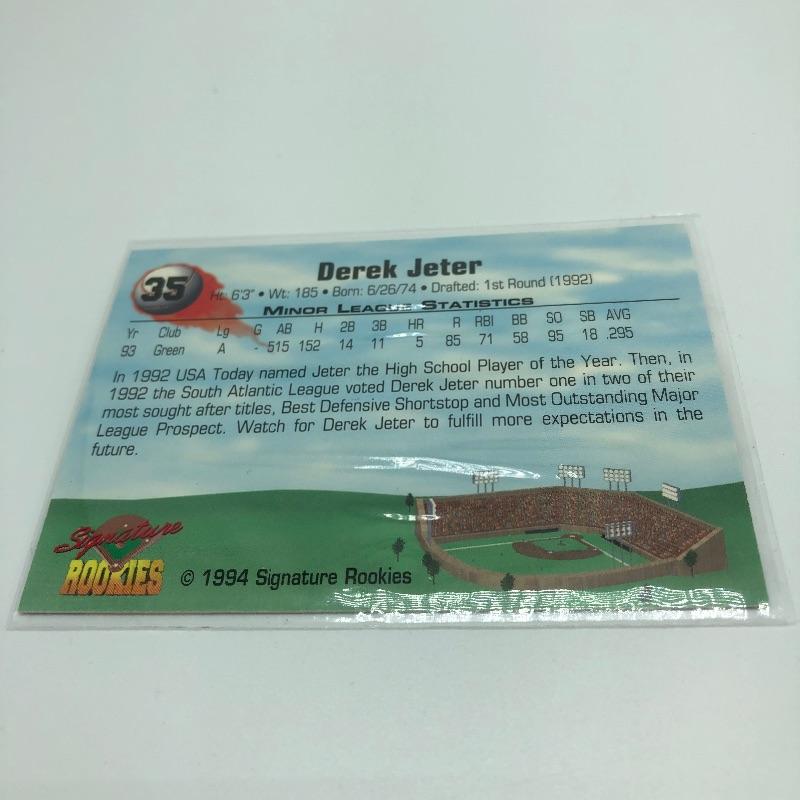 35
Derek Jeter
Ht: 6'3" • Wt: 185 • Born: 6/26/74 • Drafted: 1st Round (1992)
MINOR LEAGUE STATISTICS
Yr Club Lg G AB H 2B 3B HR R RBI BB SO SB AVG
93 Green A - 515 152 14 11 5 85 71 58 95 18 .295
In 1992 USA Today named Jeter the High School Player of the Year. Then, in
1992 the South Atlantic League voted Derek Jeter number one in two of their
most sought after titles, Best Defensive Shortstop and Most Outstanding Major
League Prospect. Watch for Derek Jeter to fulfill more expectations in the
future.
Signature
ROOKIES
© 1994 Signature Rookies